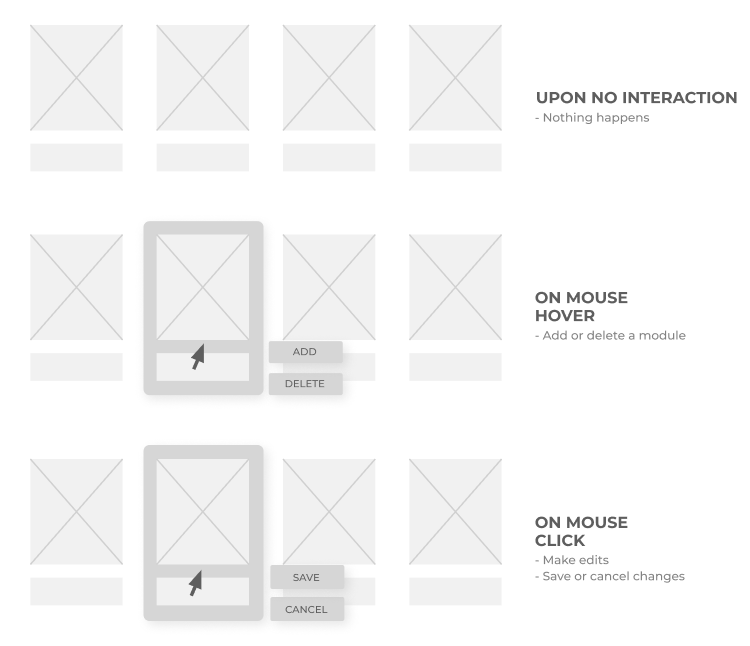 UPON NO INTERACTION
- Nothing happens
ON MOUSE
HOVER
- Add or delete a module
ADD
DELETE
ON MOUSE
CLICK
- Make edits
- Save or cancel changes
SAVE
CANCEL